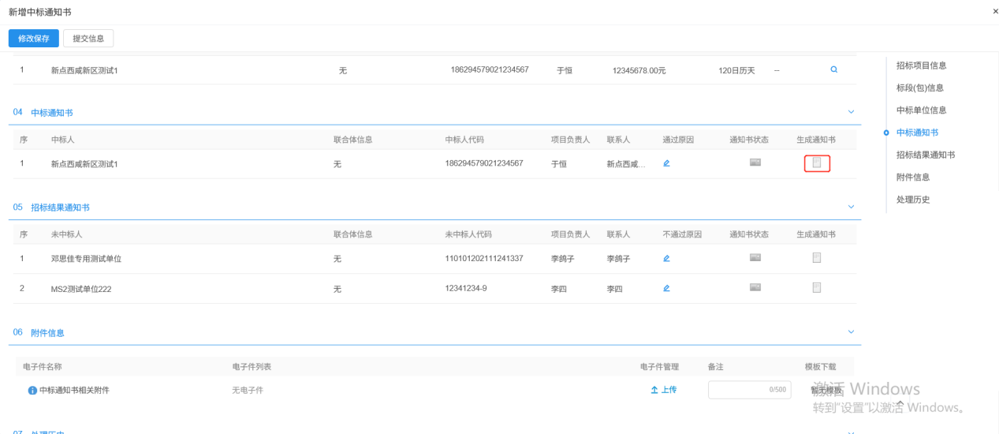 新增中标通知书
修改保存 提交信息
1 新点西咸新区测试1 无 186294579021234567 于恒 12345678.00元 120日历天 --
招标项目信息
标段(包)信息
中标单位信息
中标通知书
招标结果通知书
附件信息
处理历史
04 中标通知书
序 中标人 联合体信息 中标人代码 项目负责人 联系人 通过原因 通知书状态 生成通知书
1 新点西咸新区测试1 无 186294579021234567 于恒 新点西咸...
05 招标结果通知书
序 未中标人 联合体信息 未中标人代码 项目负责人 联系人 不通过原因 通知书状态 生成通知书
1 邓思佳专用测试单位 无 110101202111241337 李鸽子 李鸽子
2 MS2测试单位222 无 12341234-9 李四 李四
06 附件信息
电子件名称 电子件列表 电子件管理 备注 模板下载
中标通知书相关附件 无电子件 上传 0/500 暂无模板
激活 Windows
转到"设置"以激活 Windows。
07 处理历史